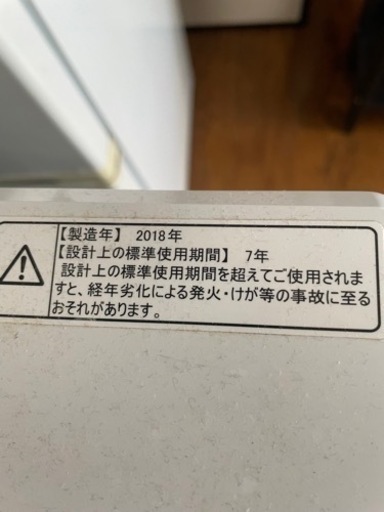 【製造年】 2018年
【設計上の標準使用期間】 7年
設計上の標準使用期間を超えてご使用されま
すと、経年劣化による発火・けが等の事故に至る
おそれがあります。